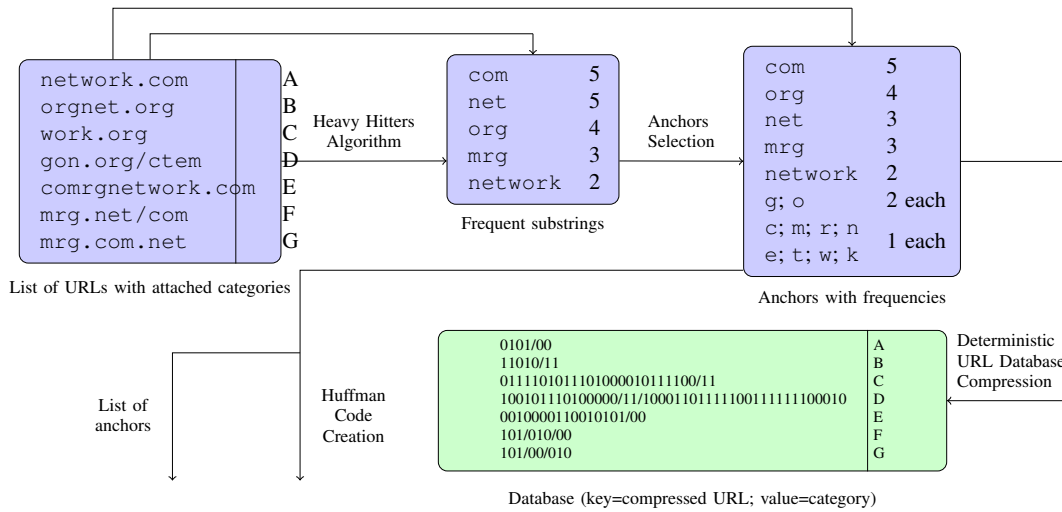 network.com A
orgnet.org B
work.org C
gon.org/ctem D
comrgnetwork.com E
mrg.net/com F
mrg.com.net G
List of URLs with attached categories
Heavy Hitters
Algorithm
com 5
net 5
org 4
mrg 3
network 2
Frequent substrings
Anchors
Selection
com 5
org 4
net 3
mrg 3
network 2
g; o 2 each
c; m; r; n
1 each
e; t; w; k
Anchors with frequencies
List of
anchors
Huffman
Code
Creation
0101/00 A
11010/11 B
0111101011101000010111100/11 C
100101110100000/11/10001101111100111111100010 D
0010000110010101/00 E
101/010/00 F
101/00/010 G
Database (key=compressed URL; value=category)
Deterministic
URL Database
Compression